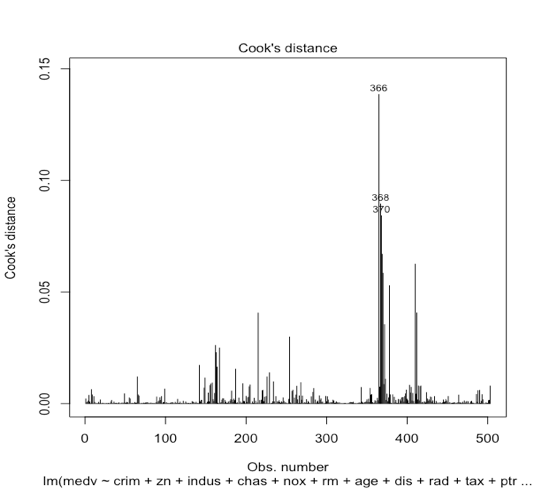 Cook's distance
0.15
0.10
0.05
0.00
Cook's distance
366
368
370
0 100 200 300 400 500
Obs. number
lm(medv ~ crim + zn + indus + chas + nox + rm + age + dis + rad + tax + ptr ...